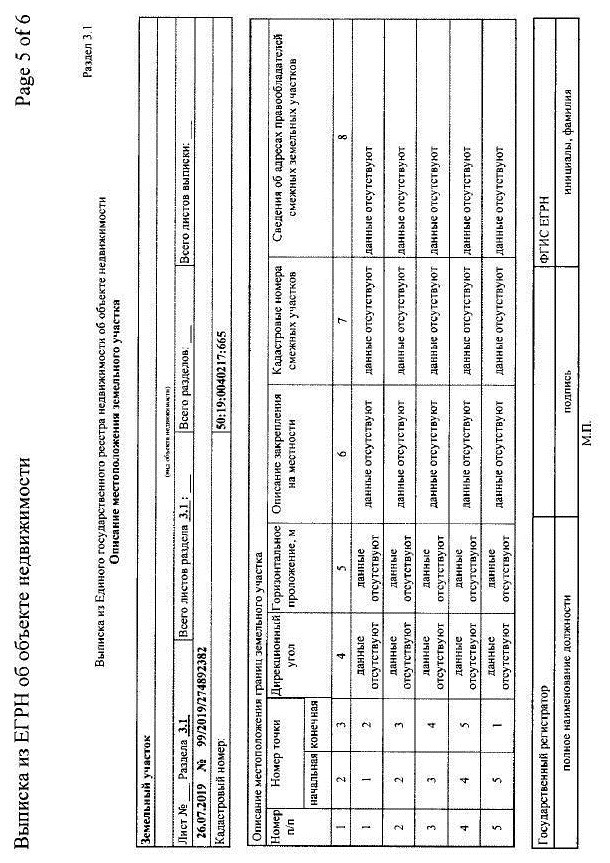 Выписка из ЕГРН об объекте недвижимости Page 5 of 6
Раздел 3.1
Выписка из Единого государственного реестра недвижимости об объекте недвижимости
Описание местоположения земельного участка
Земельный участок
(вид объекта недвижимости)
Лист № ___ Раздела 3.1 Всего листов раздела 3.1 : ___ Всего разделов: ___ Всего листов выписки: ___
26.07.2019 № 99/2019/274892382
Кадастровый номер: 50:19:0040217:665
Описание местоположения границ земельного участка
Номер Номер точки Дирекционный Горизонтальное Описание закрепления Кадастровые номера Сведения об адресах правообладателей
п/п начальная конечная угол проложение, м на местности смежных участков смежных земельных участков
1 2 3 4 5 6 7 8
1 1 2 данные данные данные отсутствуют данные отсутствуют данные отсутствуют
отсутствуют отсутствуют
2 2 3 данные данные данные отсутствуют данные отсутствуют данные отсутствуют
отсутствуют отсутствуют
3 3 4 данные данные данные отсутствуют данные отсутствуют данные отсутствуют
отсутствуют отсутствуют
4 4 5 данные данные данные отсутствуют данные отсутствуют данные отсутствуют
отсутствуют отсутствуют
5 5 1 данные данные данные отсутствуют данные отсутствуют данные отсутствуют
отсутствуют отсутствуют
Государственный регистратор ФГИС ЕГРН
полное наименование должности подпись инициалы, фамилия
М.П.